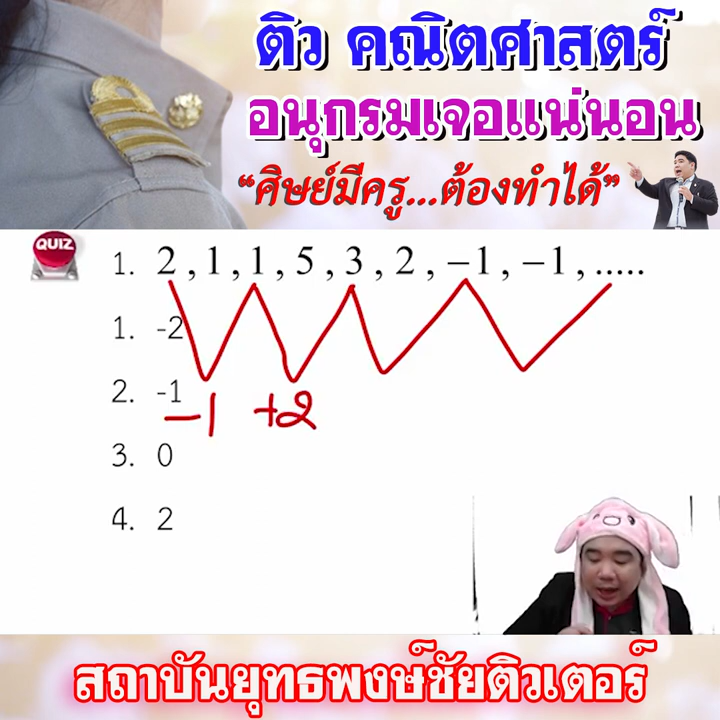 ติว คณิตศาสตร์
อนุกรมเจอแน่นอน
“ศิษย์มีครู...ต้องทำได้”
QUIZ
1. 2 , 1 , 1 , 5 , 3 , 2 , −1 , −1 , .....
1. -2
2. -1
−1 +2
3. 0
4. 2
สถาบันยุทธพงษ์ชัยติวเตอร์